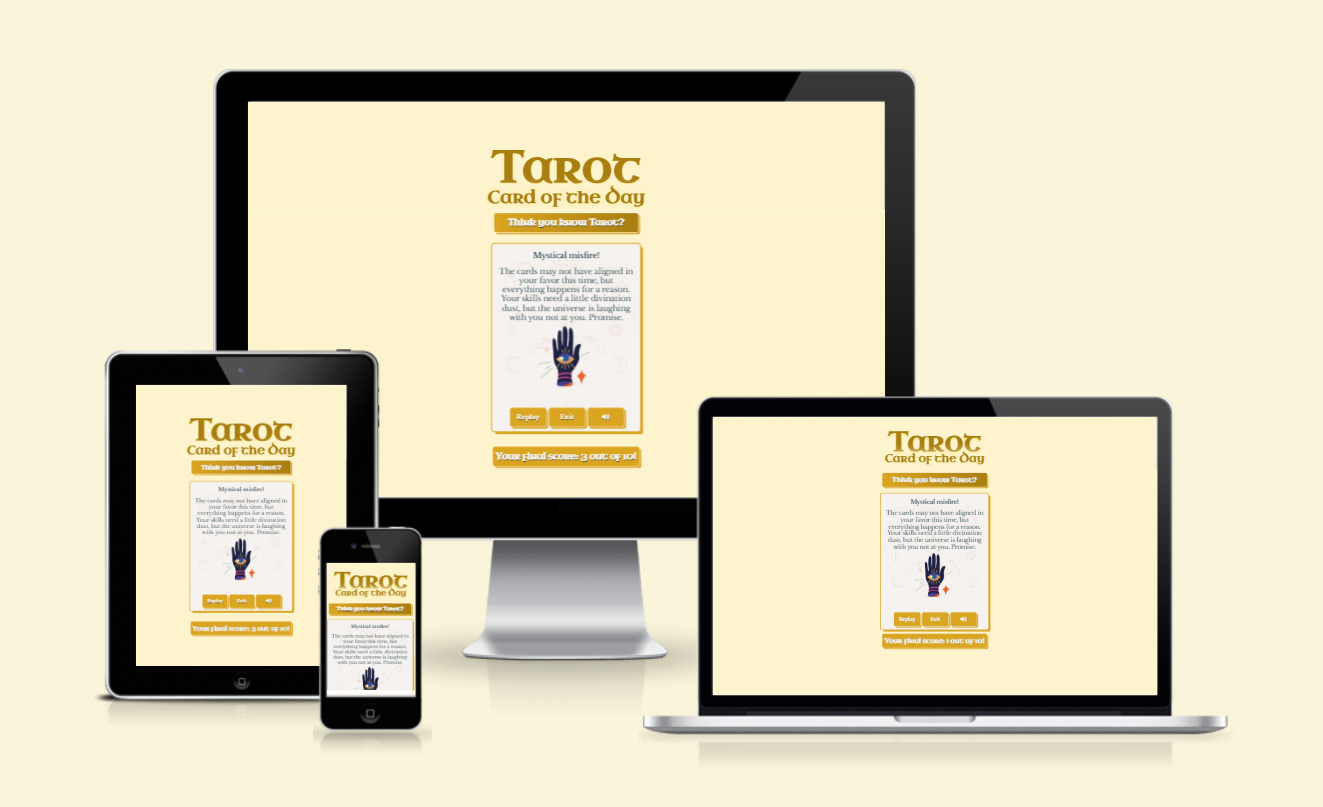 Tarot
Card of the Day
Think you know Tarot?
Mystical misfire!
The cards may not have aligned in
your favor this time, but
everything happens for a reason.
Your skills need a little divination
dust, but the universe is laughing
with you not at you. Promise.
Replay Exit
Your final score: 3 out of 10!
Tarot
Card of the Day
Think you know Tarot?
Mystical misfire!
The cards may not have aligned in
your favor this time, but
everything happens for a reason.
Your skills need a little divination
dust, but the universe is laughing
with you not at you. Promise.
Replay Exit
Your final score: 3 out of 10!
Tarot
Card of the Day
Think you know Tarot?
Mystical misfire!
The cards may not have aligned in
your favor this time, but
everything happens for a reason.
Your skills need a little divination
dust, but the universe is laughing
with you not at you. Promise.
Tarot
Card of the Day
Think you know Tarot?
Mystical misfire!
The cards may not have aligned in
your favor this time, but
everything happens for a reason.
Your skills need a little divination
dust, but the universe is laughing
with you not at you. Promise.
Replay Exit
Your final score: 1 out of 10!